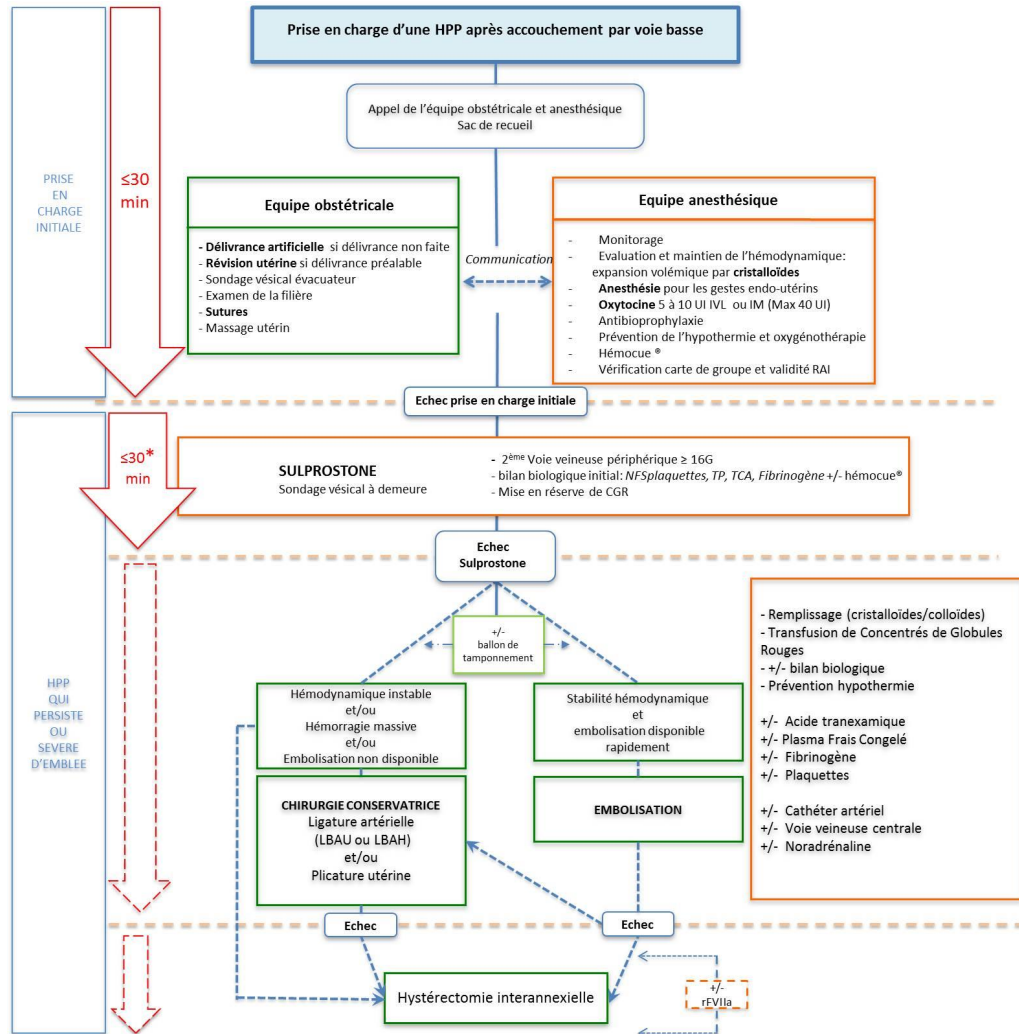 Prise en charge d'une HPP après accouchement par voie basse
Appel de l'équipe obstétricale et anesthésique
Sac de recueil
PRISE
EN
CHARGE
INITIALE
≤30
min
Equipe obstétricale
- Délivrance artificielle si délivrance non faite
- Révision utérine si délivrance préalable
- Sondage vésical évacuateur
- Examen de la filière
- Sutures
- Massage utérin
Communication
Equipe anesthésique
- Monitorage
- Evaluation et maintien de l'hémodynamique:
expansion volémique par cristalloïdes
- Anesthésie pour les gestes endo-utérins
- Oxytocine 5 à 10 UI IVL ou IM (Max 40 UI)
- Antibioprophylaxie
- Prévention de l'hypothermie et oxygénothérapie
- Hémocue ®
- Vérification carte de groupe et validité RAI
Echec prise en charge initiale
≤30*
min
SULPROSTONE
Sondage vésical à demeure
- 2ème Voie veineuse périphérique ≥ 16G
- bilan biologique initial: NFSplaquettes, TP, TCA, Fibrinogène +/- hémocue®
- Mise en réserve de CGR
Echec
Sulprostone
+/-
ballon de
tamponnement
HPP
QUI
PERSISTE
OU
SEVERE
D'EMBLEE
Hémodynamique instable
et/ou
Hémorragie massive
et/ou
Embolisation non disponible
Stabilité hémodynamique
et
embolisation disponible
rapidement
CHIRURGIE CONSERVATRICE
Ligature artérielle
(LBAU ou LBAH)
et/ou
Plicature utérine
EMBOLISATION
- Remplissage (cristalloïdes/colloïdes)
- Transfusion de Concentrés de Globules
Rouges
- +/- bilan biologique
- Prévention hypothermie
+/- Acide tranexamique
+/- Plasma Frais Congelé
+/- Fibrinogène
+/- Plaquettes
+/- Cathéter artériel
+/- Voie veineuse centrale
+/- Noradrénaline
Echec
Echec
Hystérectomie interannexielle
+/-
rFVIIa